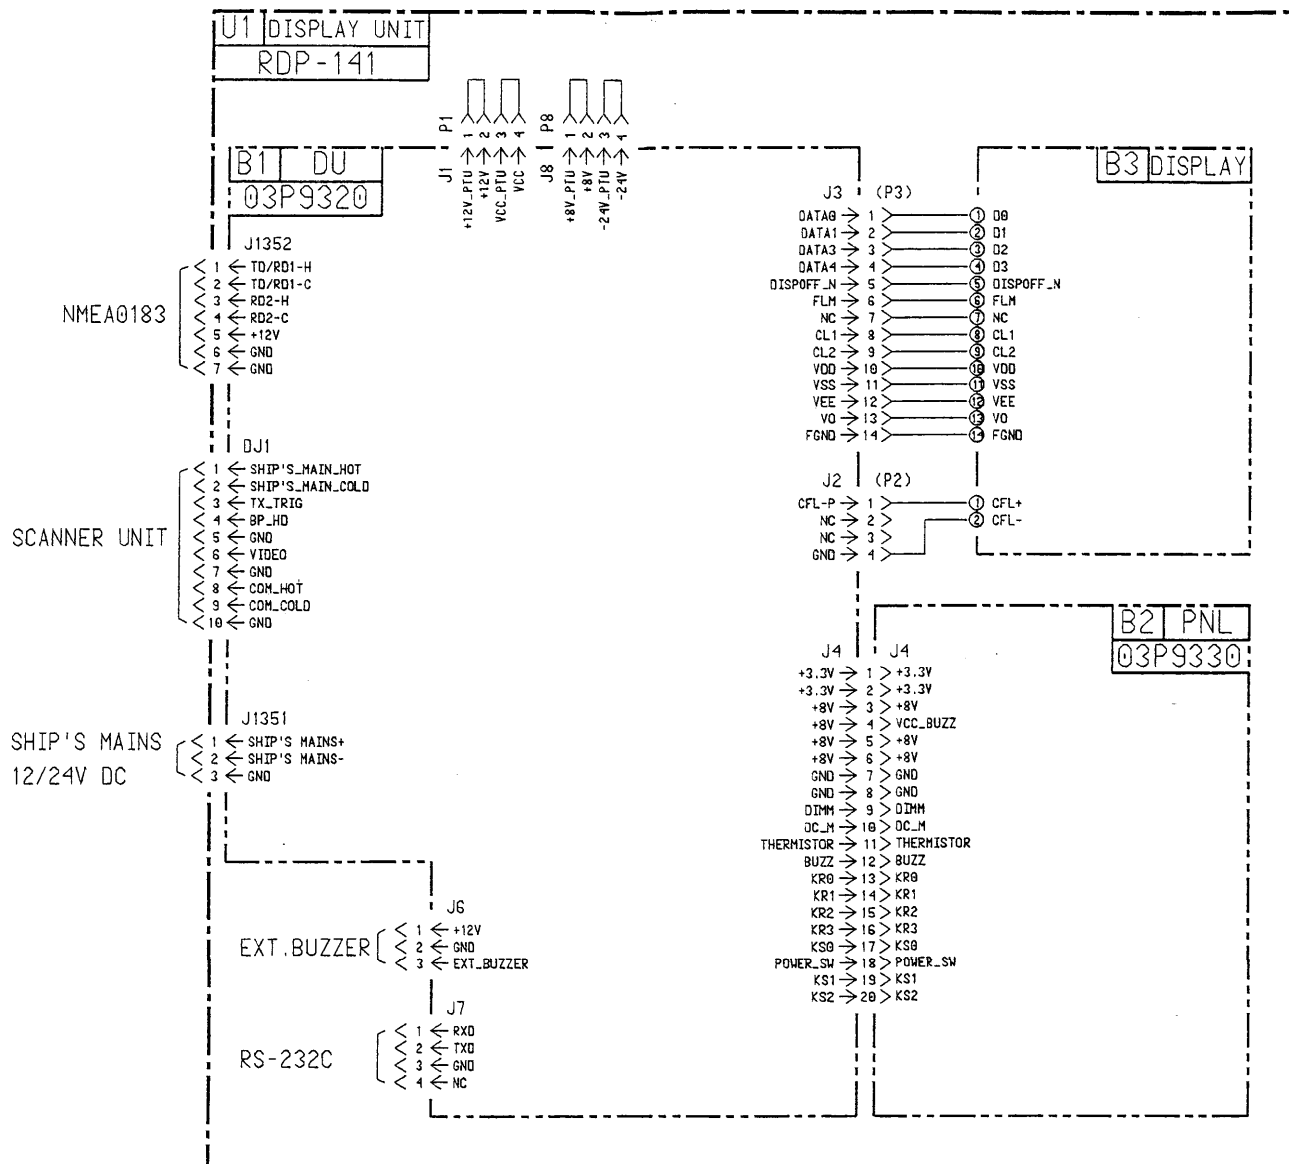 U1 DISPLAY UNIT
RDP-141
P1 1 2 3 4
P8 1 2 3 4
J1 +12V_PTU +12V VCC_PTU VCC
J8 +8V_PTU +8V -24V_PTU -24V
B1 DU
03P9320
B3 DISPLAY
J1352
NMEA0183
1 TD/RD1-H
2 TD/RD1-C
3 RD2-H
4 RD2-C
5 +12V
6 GND
7 GND
DJ1
SCANNER UNIT
1 SHIP'S_MAIN_HOT
2 SHIP'S_MAIN_COLD
3 TX_TRIG
4 BP_HD
5 GND
6 VIDEO
7 GND
8 COM_HOT
9 COM_COLD
10 GND
J1351
SHIP'S MAINS
12/24V DC
1 SHIP'S MAINS+
2 SHIP'S MAINS-
3 GND
J6
EXT.BUZZER
1 +12V
2 GND
3 EXT_BUZZER
J7
RS-232C
1 RXD
2 TXD
3 GND
4 NC
J3 (P3)
DATA0 1 1 D0
DATA1 2 2 D1
DATA3 3 3 D2
DATA4 4 4 D3
DISPOFF_N 5 5 DISPOFF_N
FLM 6 6 FLM
NC 7 7 NC
CL1 8 8 CL1
CL2 9 9 CL2
VDD 10 10 VDD
VSS 11 11 VSS
VEE 12 12 VEE
VO 13 13 VO
FGND 14 14 FGND
J2 (P2)
CFL-P 1 1 CFL+
NC 2 2 CFL-
NC 3
GND 4
B2 PNL
03P9330
J4 J4
+3.3V 1 +3.3V
+3.3V 2 +3.3V
+8V 3 +8V
+8V 4 VCC_BUZZ
+8V 5 +8V
+8V 6 +8V
GND 7 GND
GND 8 GND
DIMM 9 DIMM
DC_M 10 DC_M
THERMISTOR 11 THERMISTOR
BUZZ 12 BUZZ
KR0 13 KR0
KR1 14 KR1
KR2 15 KR2
KR3 16 KR3
KS0 17 KS0
POWER_SW 18 POWER_SW
KS1 19 KS1
KS2 20 KS2